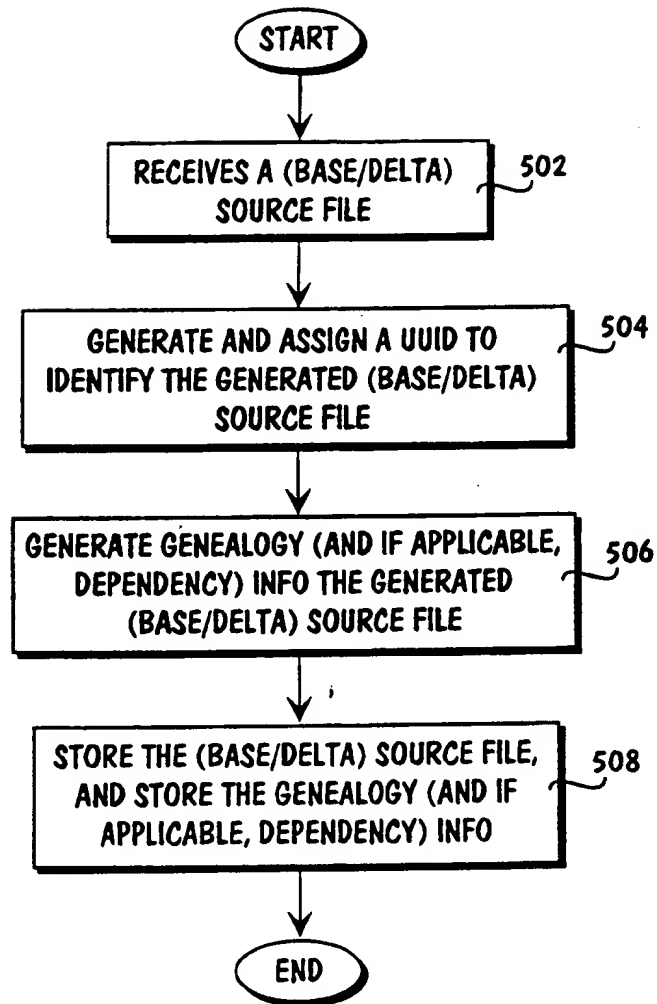 START
RECEIVES A (BASE/DELTA)
SOURCE FILE
502
GENERATE AND ASSIGN A UUID TO
IDENTIFY THE GENERATED (BASE/DELTA)
SOURCE FILE
504
GENERATE GENEALOGY (AND IF APPLICABLE,
DEPENDENCY) INFO THE GENERATED
(BASE/DELTA) SOURCE FILE
506
STORE THE (BASE/DELTA) SOURCE FILE,
AND STORE THE GENEALOGY (AND IF
APPLICABLE, DEPENDENCY) INFO
508
END